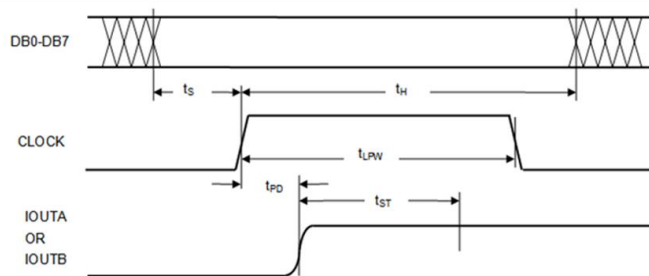 DB0-DB7
tS
tH
CLOCK
tLPW
tPD
tST
IOUTA
OR
IOUTB